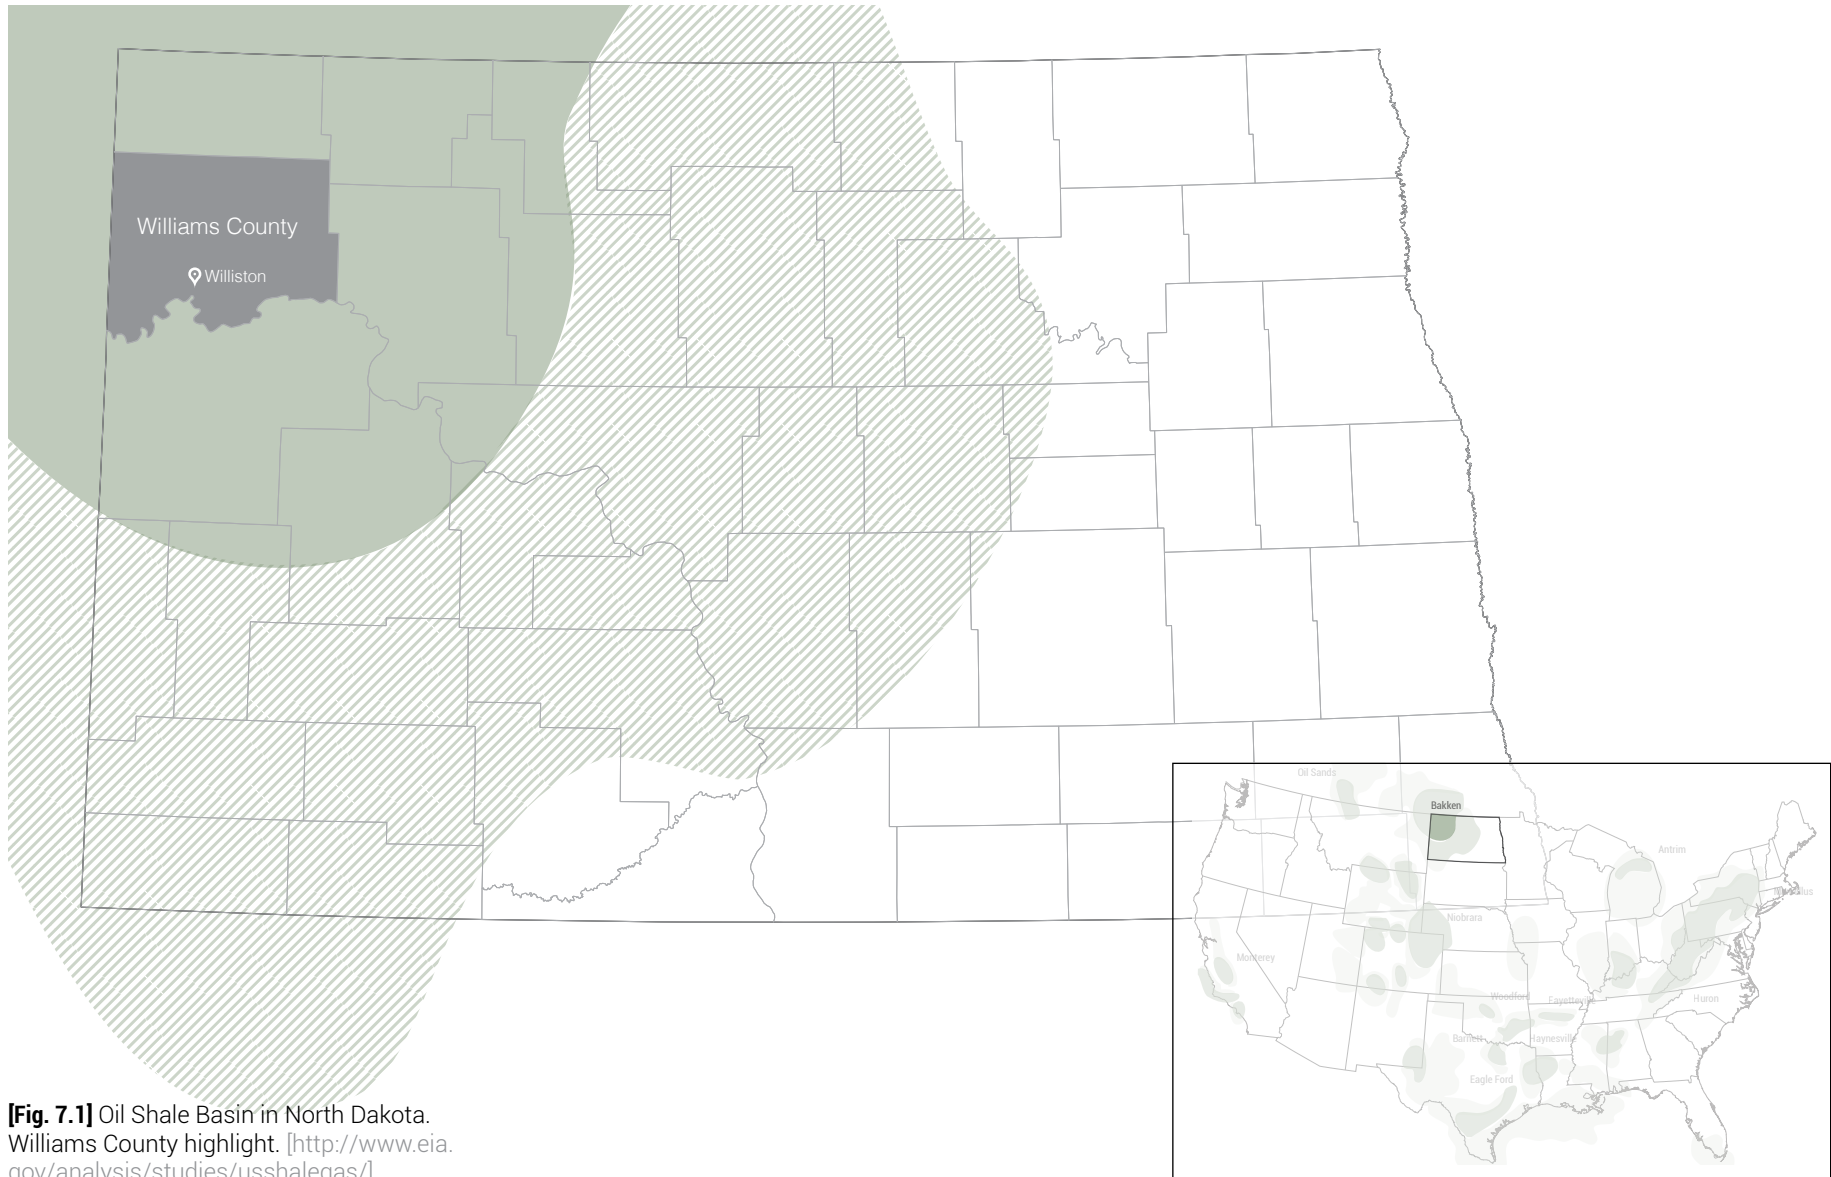 Williams County
Williston
Oil Sands
Bakken
Antrim
Niobrara
Monterey
Woodford
Fayetteville
Huron
Barnett
Haynesville
Eagle Ford
[Fig. 7.1] Oil Shale Basin in North Dakota.
Williams County highlight. [http://www.eia.
gov/analysis/studies/usshalegas/]